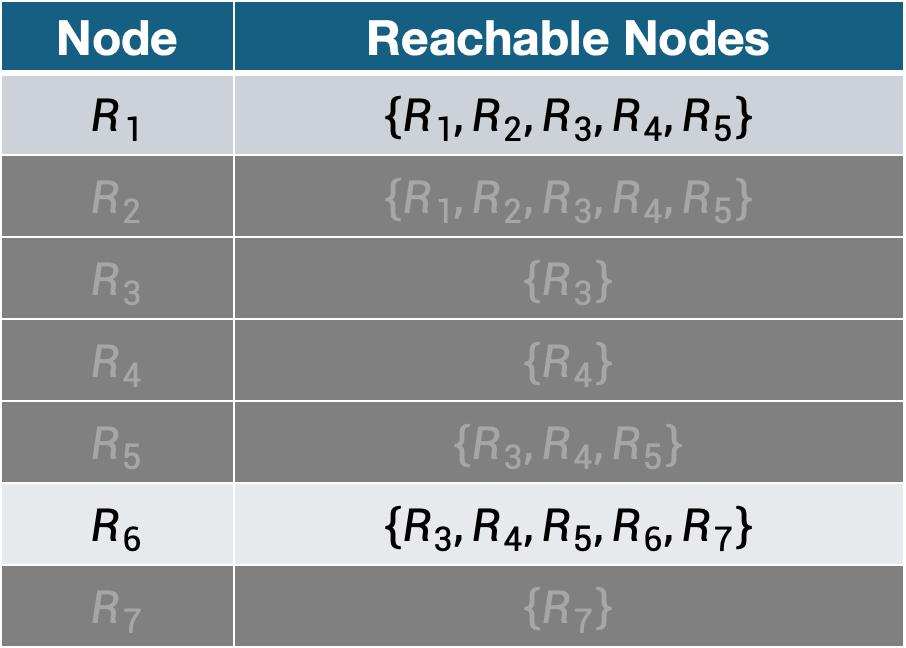 Node Reachable Nodes
R1 {R1, R2, R3, R4, R5}
R2 {R1, R2, R3, R4, R5}
R3 {R3}
R4 {R4}
R5 {R3, R4, R5}
R6 {R3, R4, R5, R6, R7}
R7 {R7}